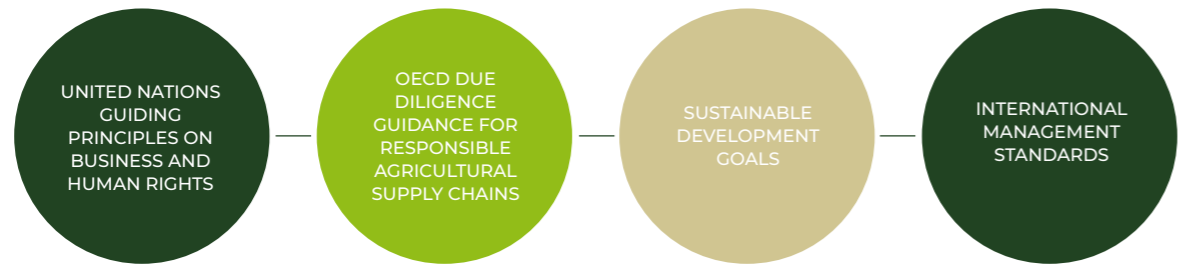 UNITED NATIONS
GUIDING
PRINCIPLES ON
BUSINESS AND
HUMAN RIGHTS
OECD DUE
DILIGENCE
GUIDANCE FOR
RESPONSIBLE
AGRICULTURAL
SUPPLY CHAINS
SUSTAINABLE
DEVELOPMENT
GOALS
INTERNATIONAL
MANAGEMENT
STANDARDS